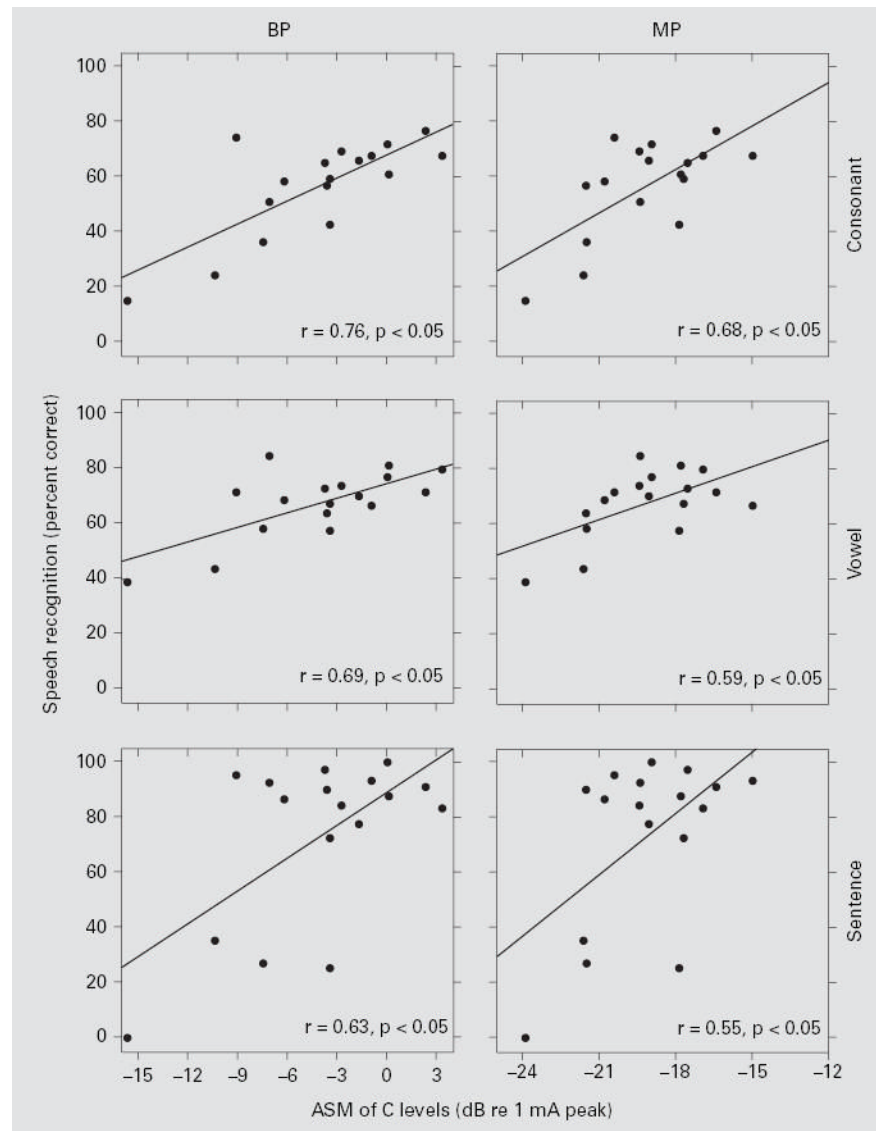 BP MP
100
80
60
40
20
0
r = 0.76, p < 0.05
r = 0.68, p < 0.05
Consonant
100
80
60
40
20
0
r = 0.69, p < 0.05
r = 0.59, p < 0.05
Vowel
Speech recognition (percent correct)
100
80
60
40
20
0
r = 0.63, p < 0.05
r = 0.55, p < 0.05
Sentence
–15 –12 –9 –6 –3 0 3 –24 –21 –18 –15 –12
ASM of C levels (dB re 1 mA peak)